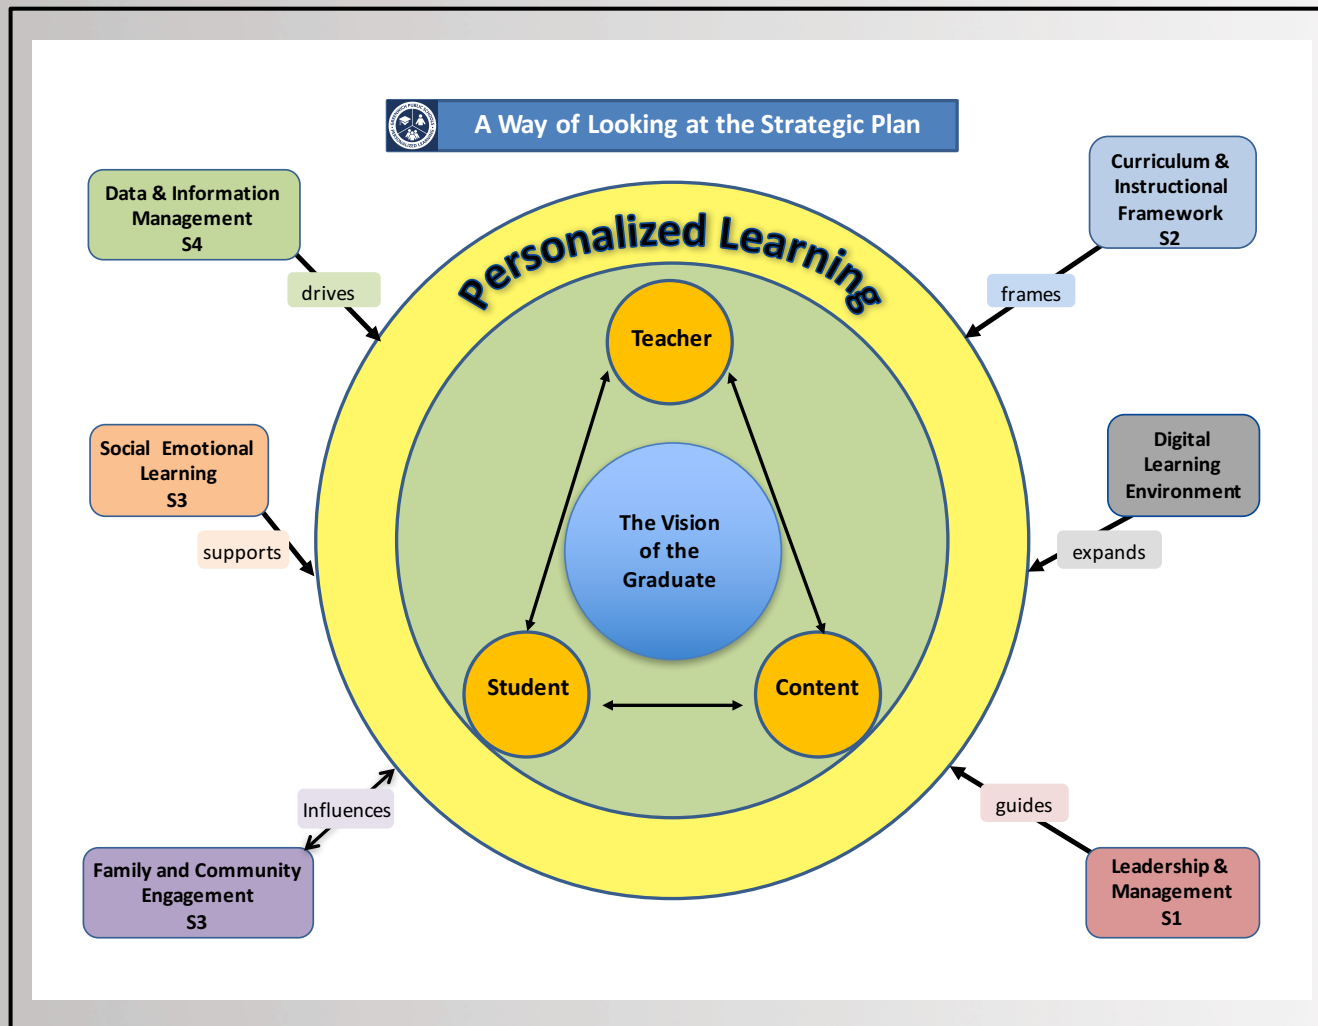 A Way of Looking at the Strategic Plan
Data & Information
Management
S4
drives
Curriculum &
Instructional
Framework
S2
frames
Personalized Learning
Teacher
Social Emotional
Learning
S3
supports
The Vision
of the
Graduate
Digital
Learning
Environment
expands
Student
Content
Influences
Family and Community
Engagement
S3
guides
Leadership &
Management
S1